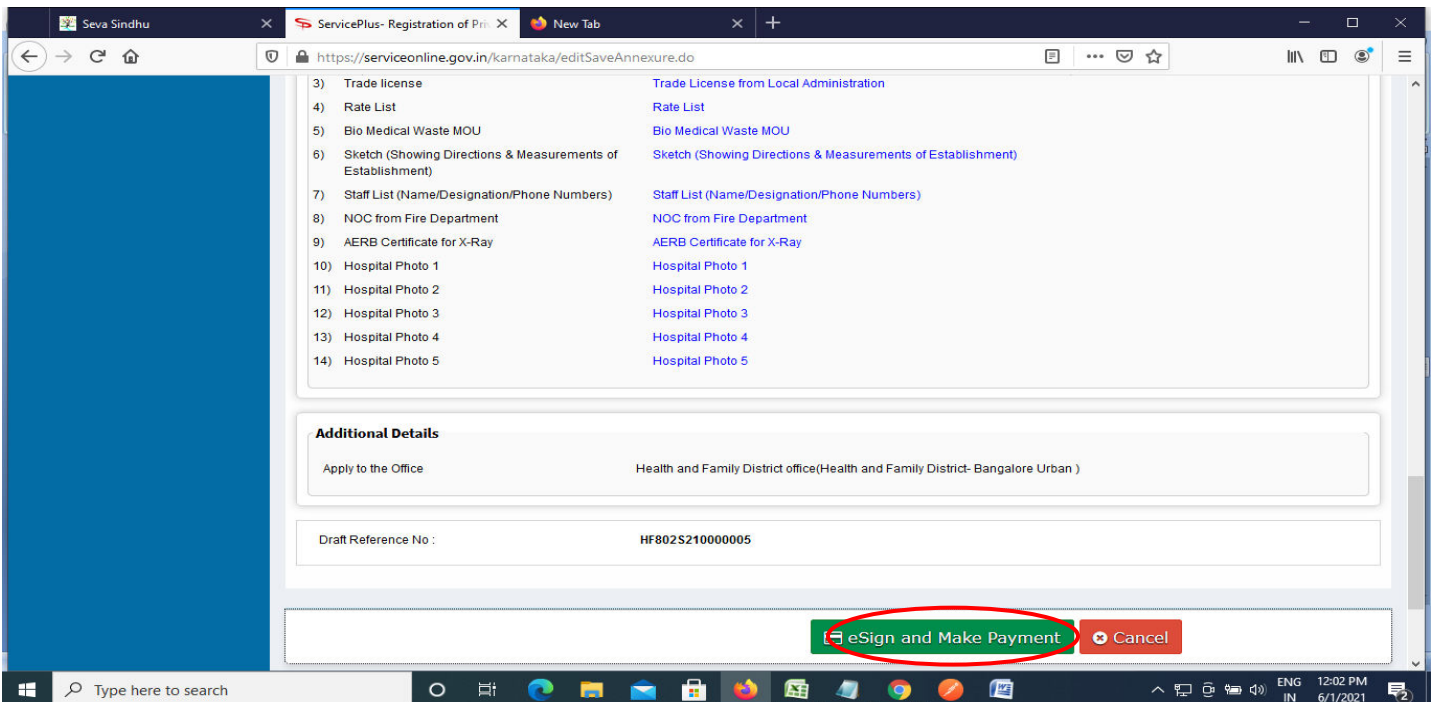 Seva Sindhu
ServicePlus- Registration of Pri
New Tab
https://serviceonline.gov.in/karnataka/editSaveAnnexure.do
3) Trade license Trade License from Local Administration
4) Rate List Rate List
5) Bio Medical Waste MOU Bio Medical Waste MOU
6) Sketch (Showing Directions & Measurements of Sketch (Showing Directions & Measurements of Establishment)
Establishment)
7) Staff List (Name/Designation/Phone Numbers) Staff List (Name/Designation/Phone Numbers)
8) NOC from Fire Department NOC from Fire Department
9) AERB Certificate for X-Ray AERB Certificate for X-Ray
10) Hospital Photo 1 Hospital Photo 1
11) Hospital Photo 2 Hospital Photo 2
12) Hospital Photo 3 Hospital Photo 3
13) Hospital Photo 4 Hospital Photo 4
14) Hospital Photo 5 Hospital Photo 5
Additional Details
Apply to the Office Health and Family District office(Health and Family District- Bangalore Urban )
Draft Reference No : HF802S210000005
eSign and Make Payment Cancel
Type here to search
ENG 12:02 PM
IN 6/1/2021
2